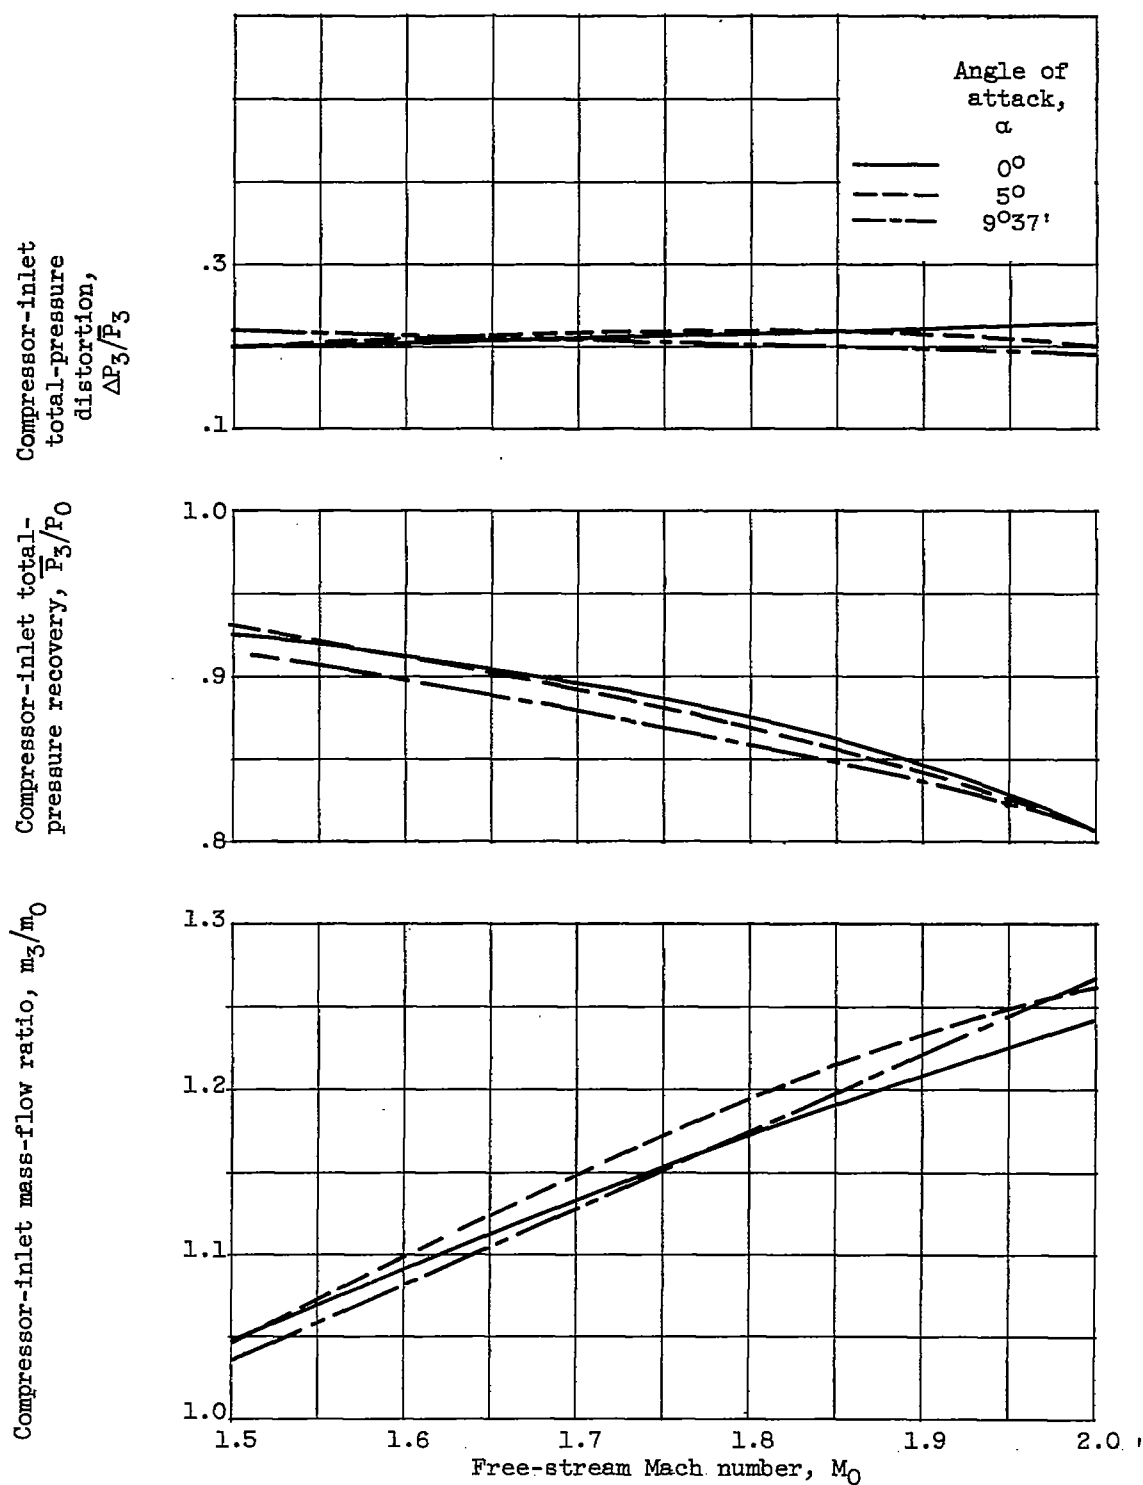 Angle of
attack,
α
0°
5°
9°37'
Compressor-inlet
total-pressure
distortion,
ΔP̅3/P̅3
.3
.1
Compressor-inlet total-
pressure recovery, P̅3/P0
1.0
.9
.8
Compressor-inlet mass-flow ratio, m3/m0
1.3
1.2
1.1
1.0
1.5
1.6
1.7
1.8
1.9
2.0
Free-stream Mach number, M0